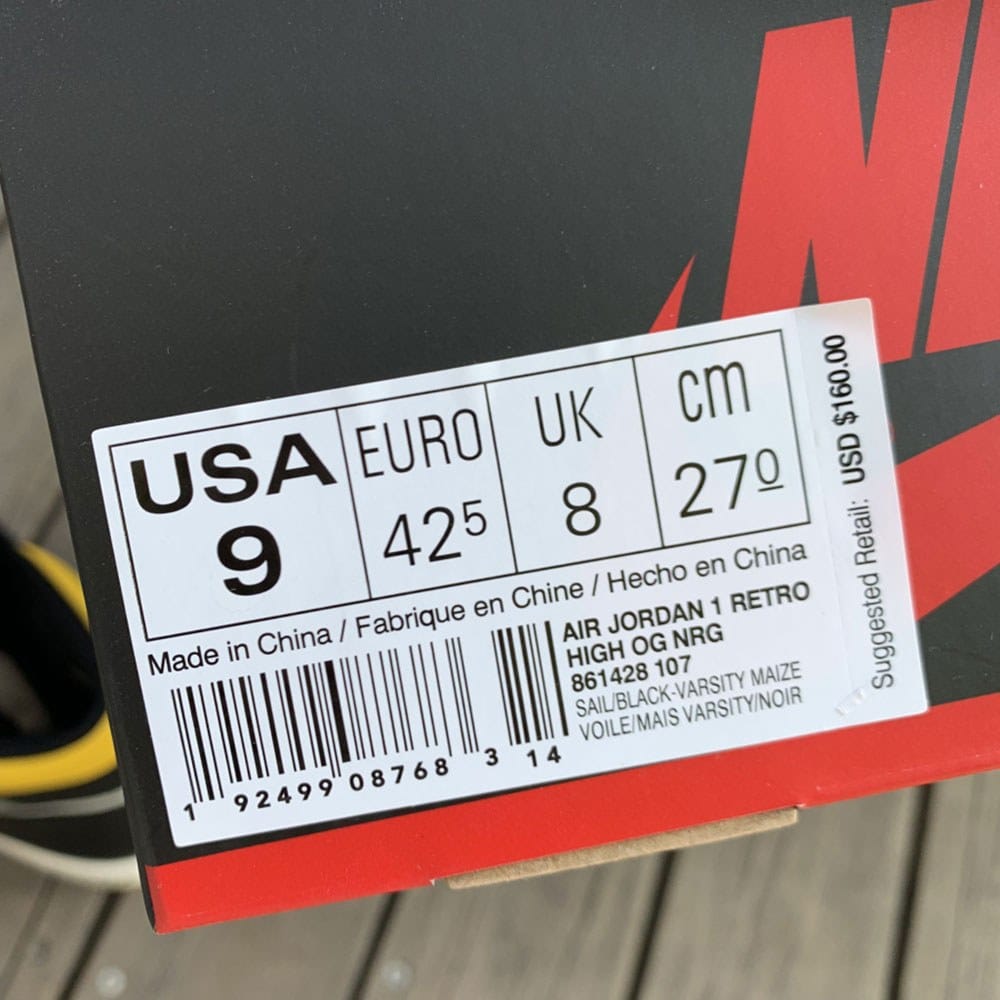 USA EURO UK cm
9 42⁵ 8 27⁰
Made in China / Fabrique en Chine / Hecho en China
AIR JORDAN 1 RETRO
HIGH OG NRG
861428 107
SAIL/BLACK-VARSITY MAIZE
VOILE/MAIS VARSITY/NOIR
1 92499 08768 3 14
Suggested Retail: USD $160.00